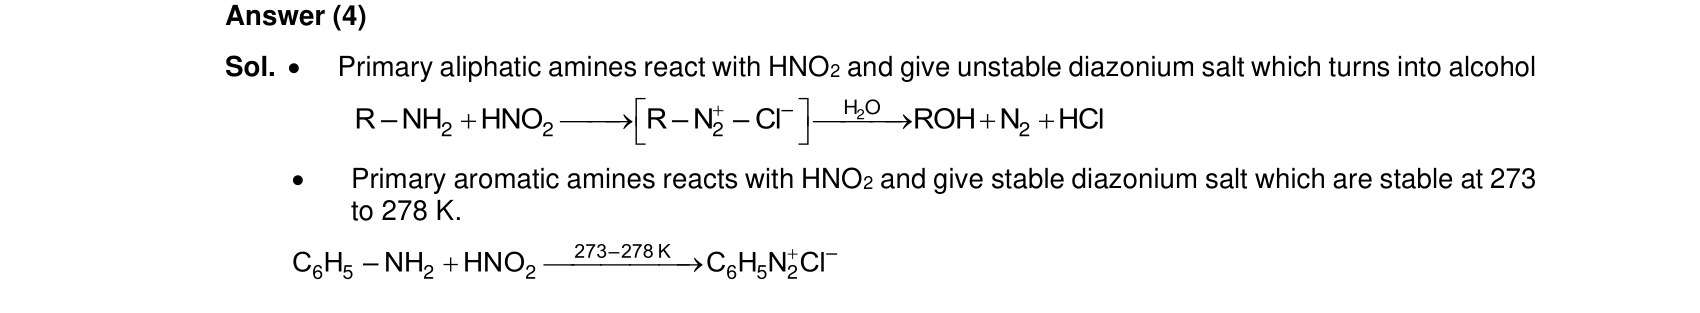 Answer (4)
Sol. • Primary aliphatic amines react with HNO₂ and give unstable diazonium salt which turns into alcohol
R – NH₂ + HNO₂ ⟶ [R – N₂⁺ – Cl⁻] —H₂O→ ROH + N₂ + HCl
• Primary aromatic amines reacts with HNO₂ and give stable diazonium salt which are stable at 273
to 278 K.
C₆H₅ – NH₂ + HNO₂ —273–278 K→ C₆H₅N₂⁺Cl⁻